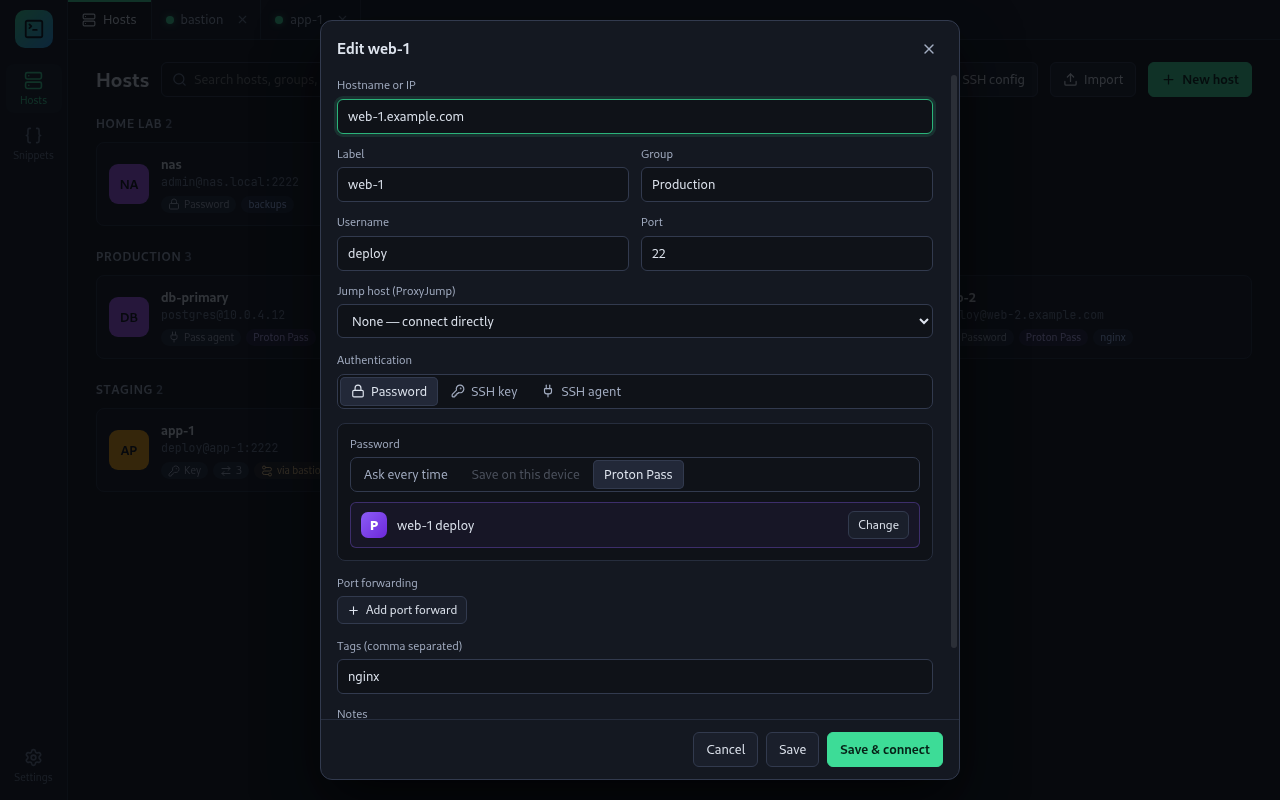 Hosts
bastion
app-1
Hosts
Snippets
Settings
Hosts
Search hosts, groups,
SSH config
Import
New host
HOME LAB 2
NA
nas
admin@nas.local:2222
Password
backups
PRODUCTION 3
DB
db-primary
postgres@10.0.4.12
Pass agent
Proton Pass
b-2
loy@web-2.example.com
Password
Proton Pass
nginx
STAGING 2
AP
app-1
deploy@app-1:2222
Key
3
via bastio
Edit web-1
Hostname or IP
web-1.example.com
Label
Group
web-1
Production
Username
Port
deploy
22
Jump host (ProxyJump)
None — connect directly
Authentication
Password
SSH key
SSH agent
Password
Ask every time
Save on this device
Proton Pass
P
web-1 deploy
Change
Port forwarding
Add port forward
Tags (comma separated)
nginx
Notes
Cancel
Save
Save & connect